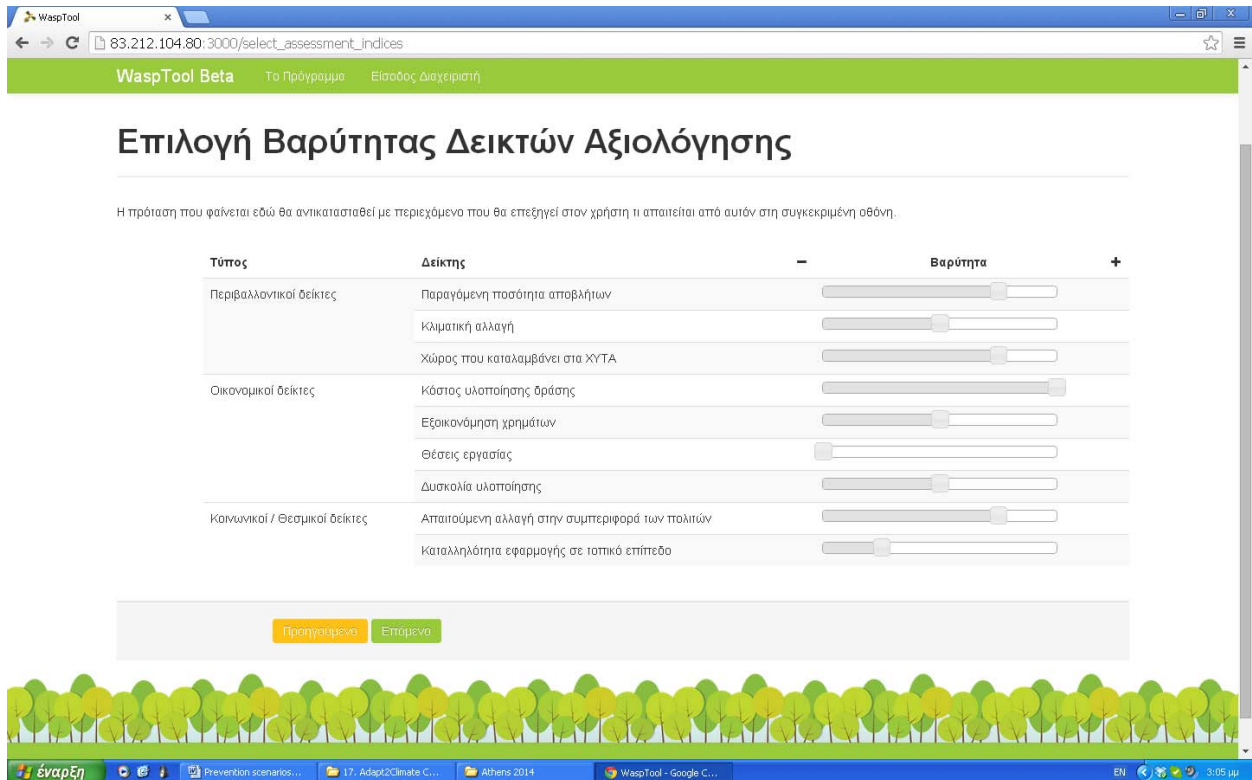 WaspTool
83.212.104.80:3000/select_assessment_indices
WaspTool Beta Το Πρόγραμμα Είσοδος Διαχειριστή
Επιλογή Βαρύτητας Δεικτών Αξιολόγησης
Η πρόταση που φαίνεται εδώ θα αντικατασταθεί με περιεχόμενο που θα επεξηγεί στον χρήστη τι απαιτείται από αυτόν στη συγκεκριμένη οθόνη.
Τύπος Δείκτης − Βαρύτητα +
Περιβαλλοντικοί δείκτες Παραγόμενη ποσότητα αποβλήτων
Κλιματική αλλαγή
Χώρος που καταλαμβάνει στα ΧΥΤΑ
Οικονομικοί δείκτες Κόστος υλοποίησης δράσης
Εξοικονόμηση χρημάτων
Θέσεις εργασίας
Δυσκολία υλοποίησης
Κοινωνικοί / Θεσμικοί δείκτες Απαιτούμενη αλλαγή στην συμπεριφορά των πολιτών
Καταλληλότητα εφαρμογής σε τοπικό επίπεδο
Προηγούμενο Επόμενο
έναρξη Prevention scenarios... 17. Adapt2Climate C... Athens 2014 WaspTool - Google C... EN 3:05 μμ